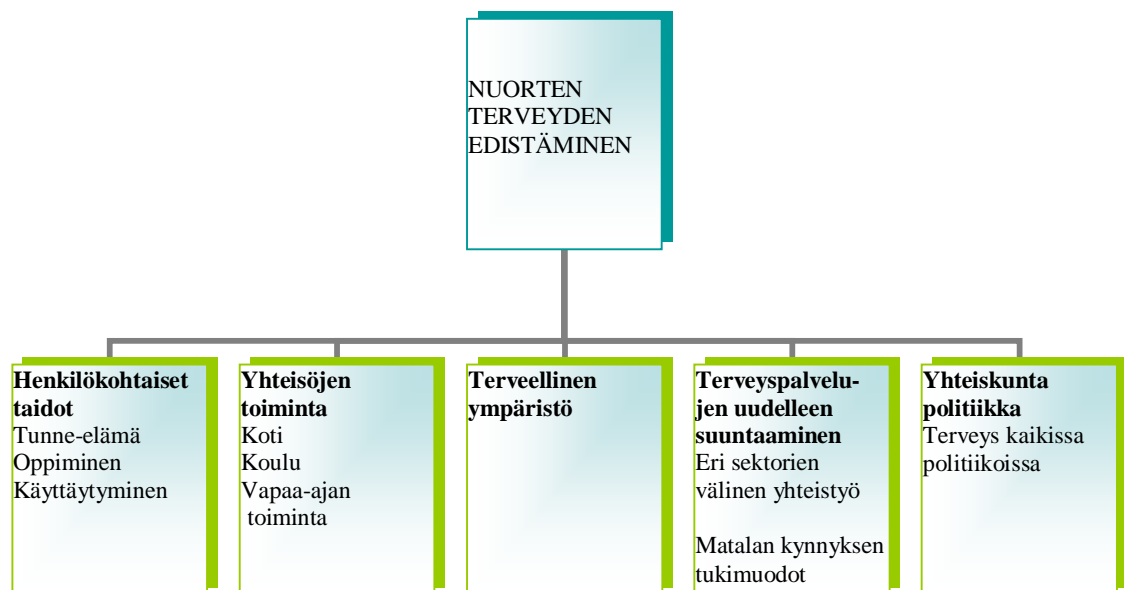 NUORTEN
TERVEYDEN
EDISTÄMINEN
Henkilökohtaiset
taidot
Tunne-elämä
Oppiminen
Käyttäytyminen
Yhteisöjen
toiminta
Koti
Koulu
Vapaa-ajan
toiminta
Terveellinen
ympäristö
Terveyspalvelu-
jen uudelleen
suuntaaminen
Eri sektorien
välinen yhteistyö
Matalan kynnyksen
tukimuodot
Yhteiskunta
politiikka
Terveys kaikissa
politiikoissa